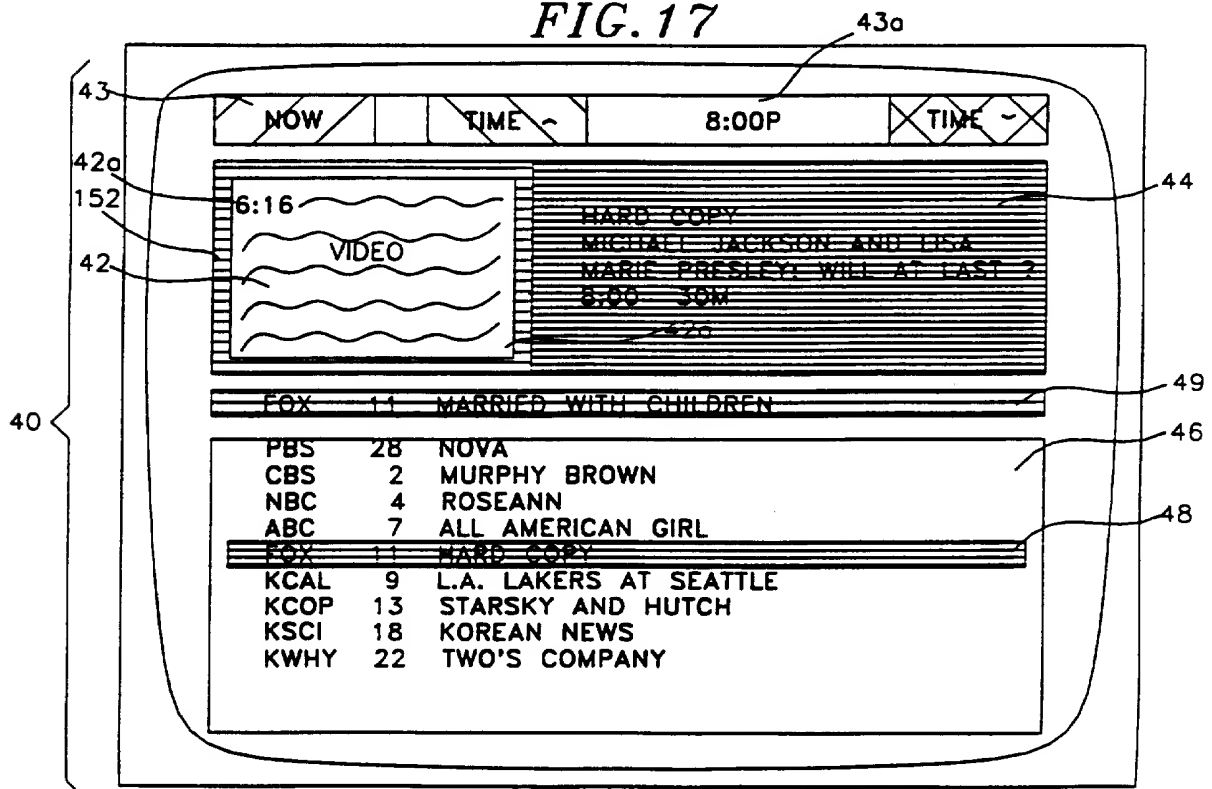 FIG. 17
43a
43 NOW TIME ~ 8:00P TIME ~
42a
152
42
40
6:16
VIDEO
HARD COPY
MICHAEL JACKSON AND LISA
MARIE PRESLEY: WILL AT LAST ?
8:00 30M
42a
44
FOX 11 MARRIED WITH CHILDREN
49
46
PBS 28 NOVA
CBS 2 MURPHY BROWN
NBC 4 ROSEANN
ABC 7 ALL AMERICAN GIRL
48
FOX 11 HARD COPY
KCAL 9 L.A. LAKERS AT SEATTLE
KCOP 13 STARSKY AND HUTCH
KSCI 18 KOREAN NEWS
KWHY 22 TWO'S COMPANY